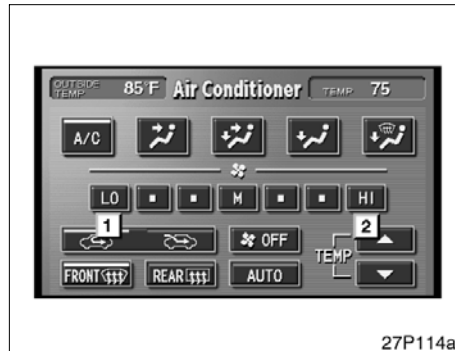 OUTSIDE TEMP 85°F Air Conditioner TEMP 75
A/C
LO M HI
1 2
OFF
TEMP
FRONT REAR AUTO
27P114a